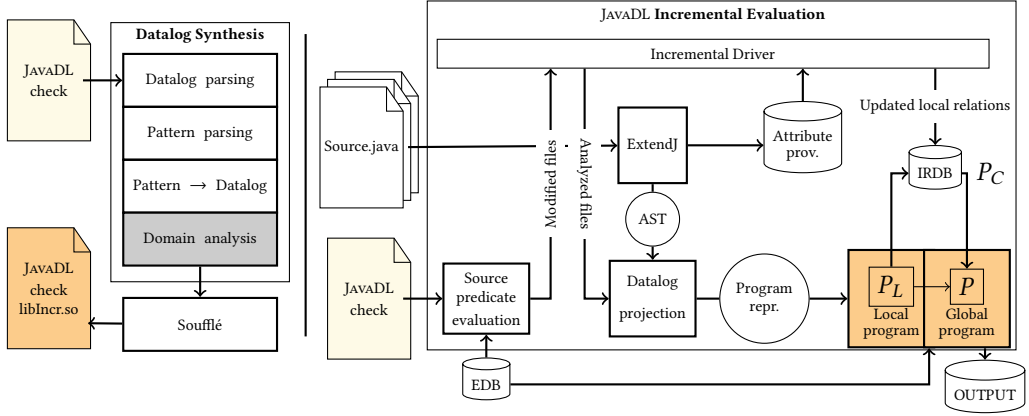 Datalog Synthesis
JAVADL
check
Datalog parsing
Pattern parsing
Pattern → Datalog
Domain analysis
JAVADL
check
libIncr.so
Soufflé
JAVADL Incremental Evaluation
Incremental Driver
Source.java
Modified files
Analyzed files
ExtendJ
Attribute
prov.
Updated local relations
IRDB
P_C
AST
JAVADL
check
Source
predicate
evaluation
Datalog
projection
Program
repr.
P_L
P
Local
program
Global
program
EDB
OUTPUT